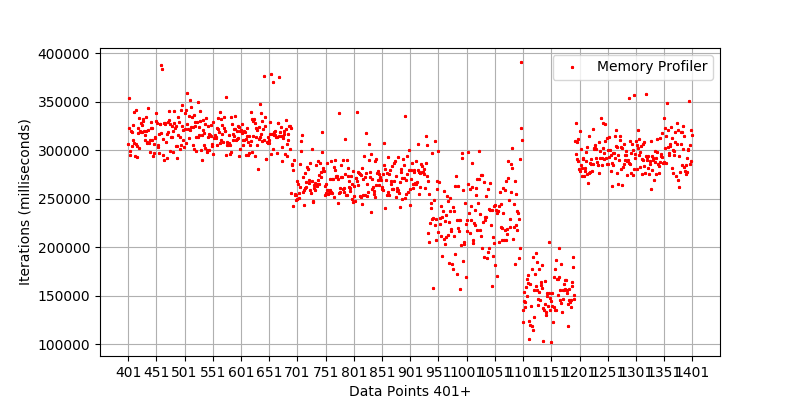 400000
350000
300000
250000
200000
150000
100000
Iterations (milliseconds)
Memory Profiler
401 451 501 551 601 651 701 751 801 851 901 951 1001 1051 1101 1151 1201 1251 1301 1351 1401
Data Points 401+